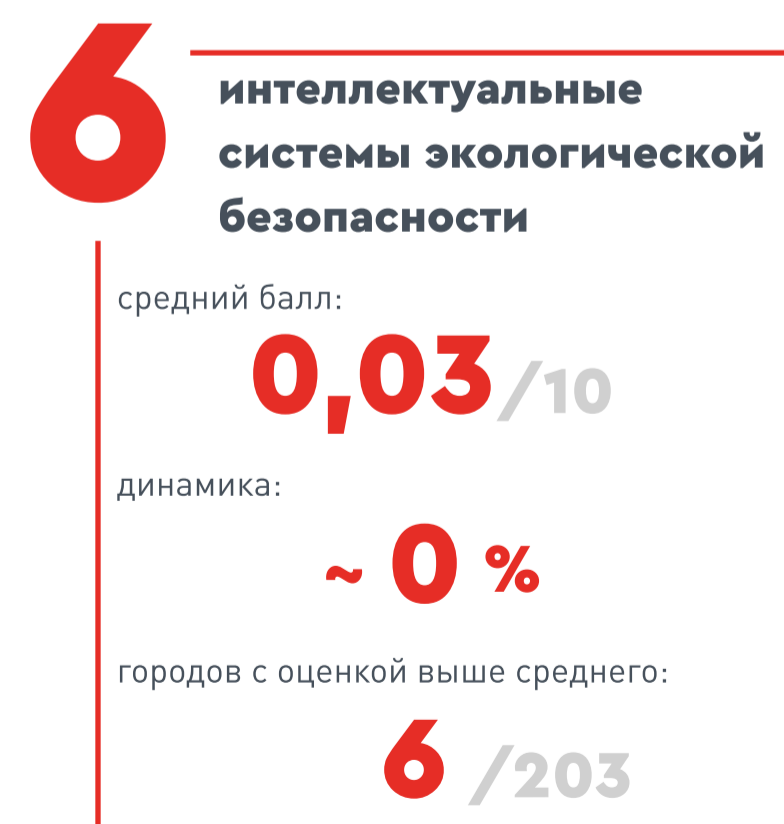 6
интеллектуальные
системы экологической
безопасности
средний балл:
0,03/10
динамика:
~ 0 %
городов с оценкой выше среднего:
6 /203